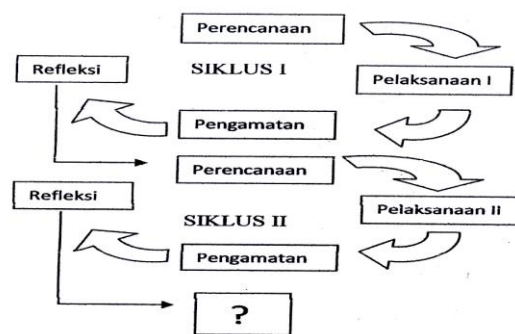 Perencanaan
Refleksi
SIKLUS I
Pelaksanaan I
Pengamatan
Perencanaan
Refleksi
Pelaksanaan II
SIKLUS II
Pengamatan
?